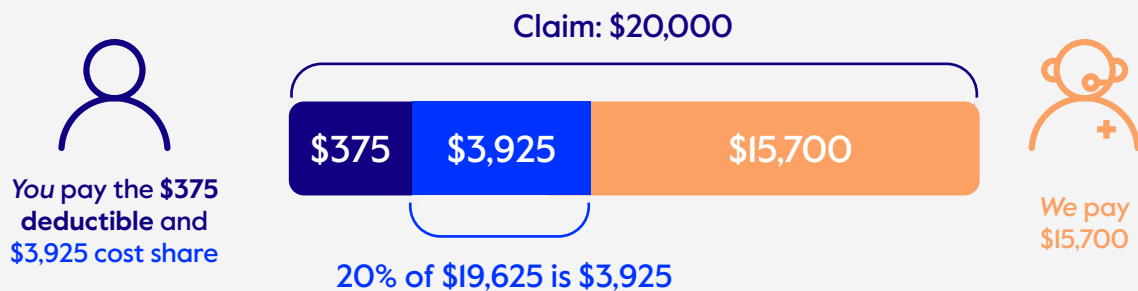 Claim: $20,000
$375
$3,925
$15,700
You pay the $375
deductible and
$3,925 cost share
We pay
$15,700
20% of $19,625 is $3,925